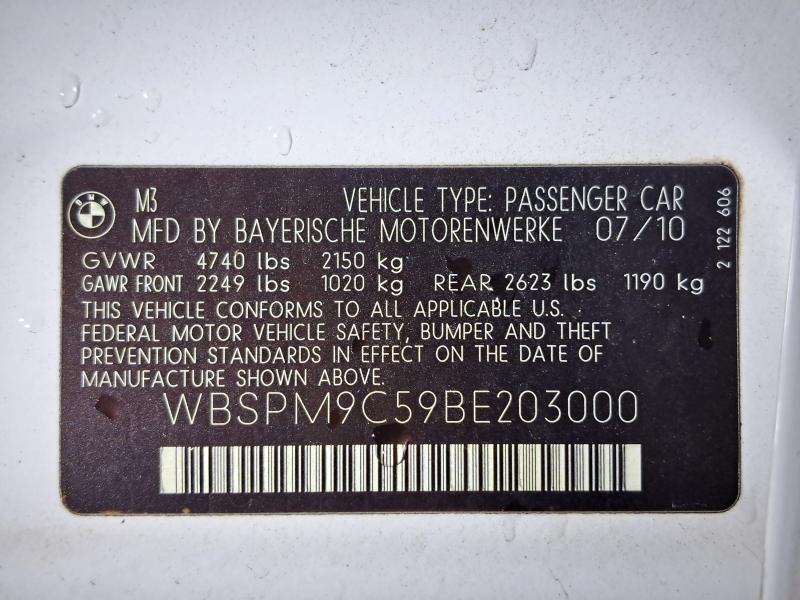 BMW
M3 VEHICLE TYPE: PASSENGER CAR
MFD BY BAYERISCHE MOTORENWERKE 07/10
GVWR 4740 lbs 2150 kg
GAWR FRONT 2249 lbs 1020 kg REAR 2623 lbs 1190 kg
THIS VEHICLE CONFORMS TO ALL APPLICABLE U.S.
FEDERAL MOTOR VEHICLE SAFETY, BUMPER AND THEFT
PREVENTION STANDARDS IN EFFECT ON THE DATE OF
MANUFACTURE SHOWN ABOVE.
WBSPM9C59BE203000
2 122 606